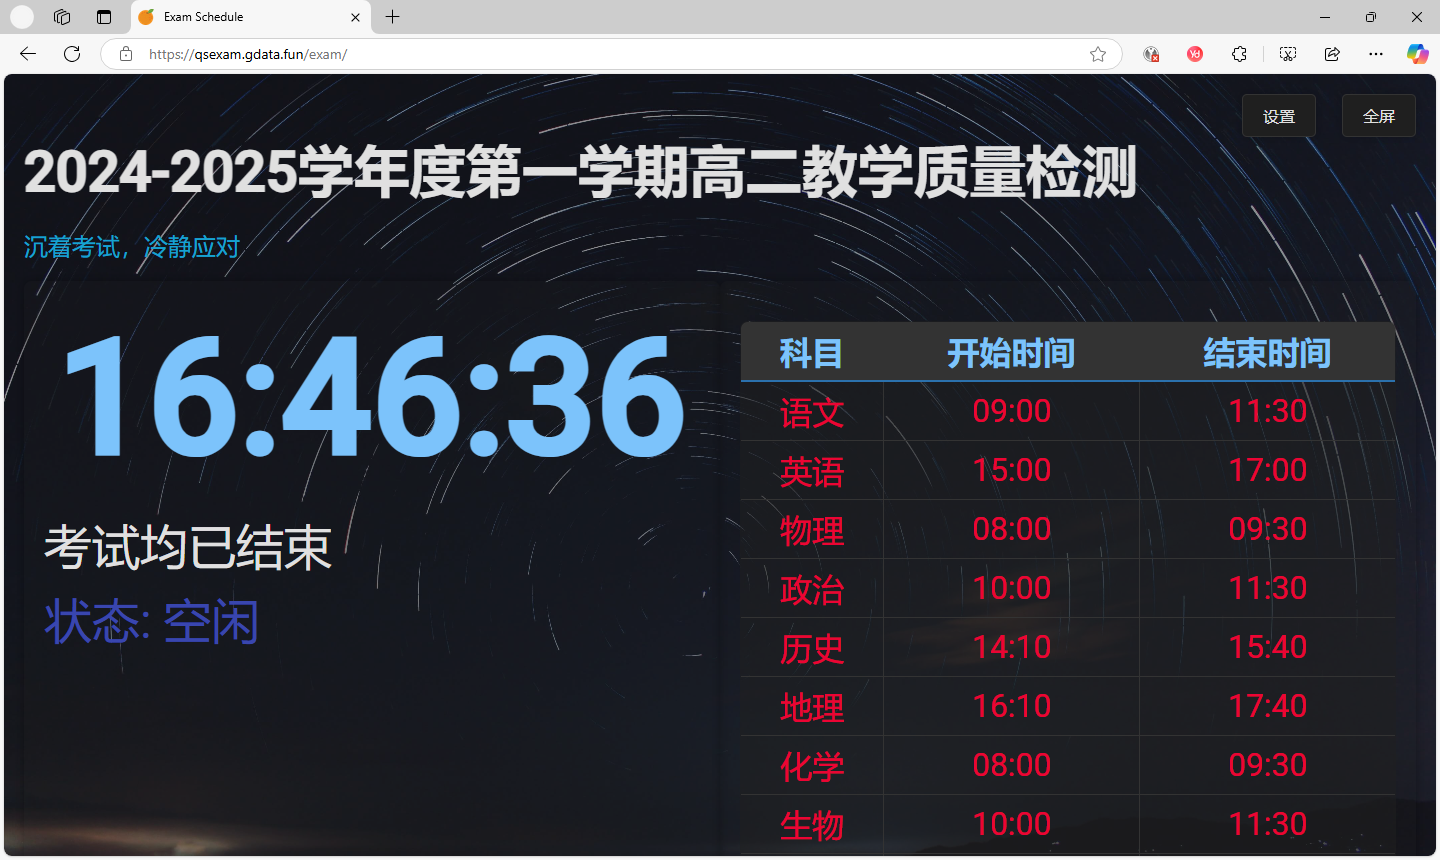 Exam Schedule
https://qsexam.gdata.fun/exam/
设置 全屏
2024-2025学年度第一学期高二教学质量检测
沉着考试，冷静应对
16:46:36
考试均已结束
状态: 空闲
科目 开始时间 结束时间
语文 09:00 11:30
英语 15:00 17:00
物理 08:00 09:30
政治 10:00 11:30
历史 14:10 15:40
地理 16:10 17:40
化学 08:00 09:30
生物 10:00 11:30